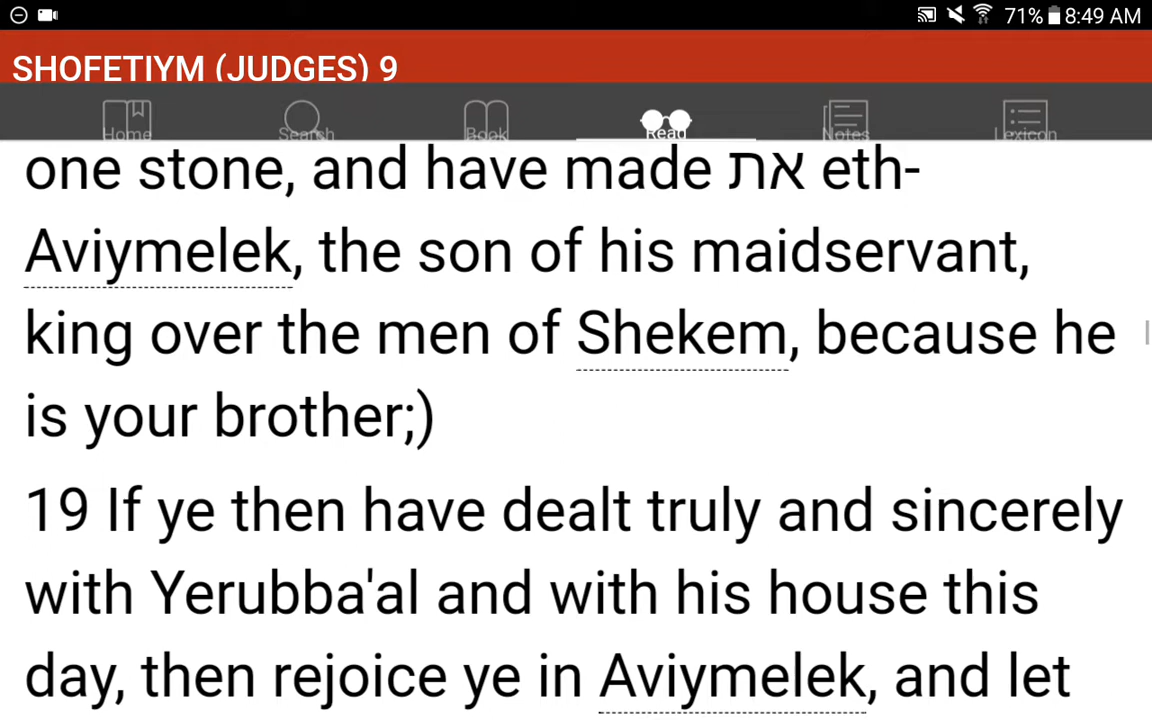 71% 8:49 AM
SHOFETIYM (JUDGES) 9
Home Search Book Read Notes Lexicon
one stone, and have made את eth-
Aviymelek, the son of his maidservant,
king over the men of Shekem, because he
is your brother;)
19 If ye then have dealt truly and sincerely
with Yerubba'al and with his house this
day, then rejoice ye in Aviymelek, and let